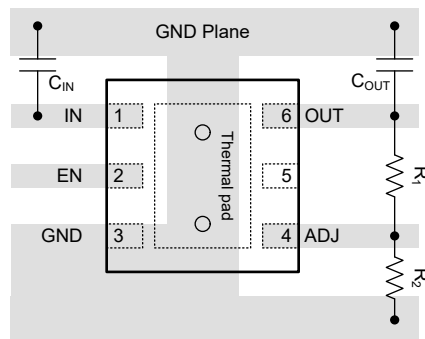 GND Plane
CIN
COUT
IN 1
6 OUT
EN 2
5
R1
GND 3
4 ADJ
R2
Thermal pad